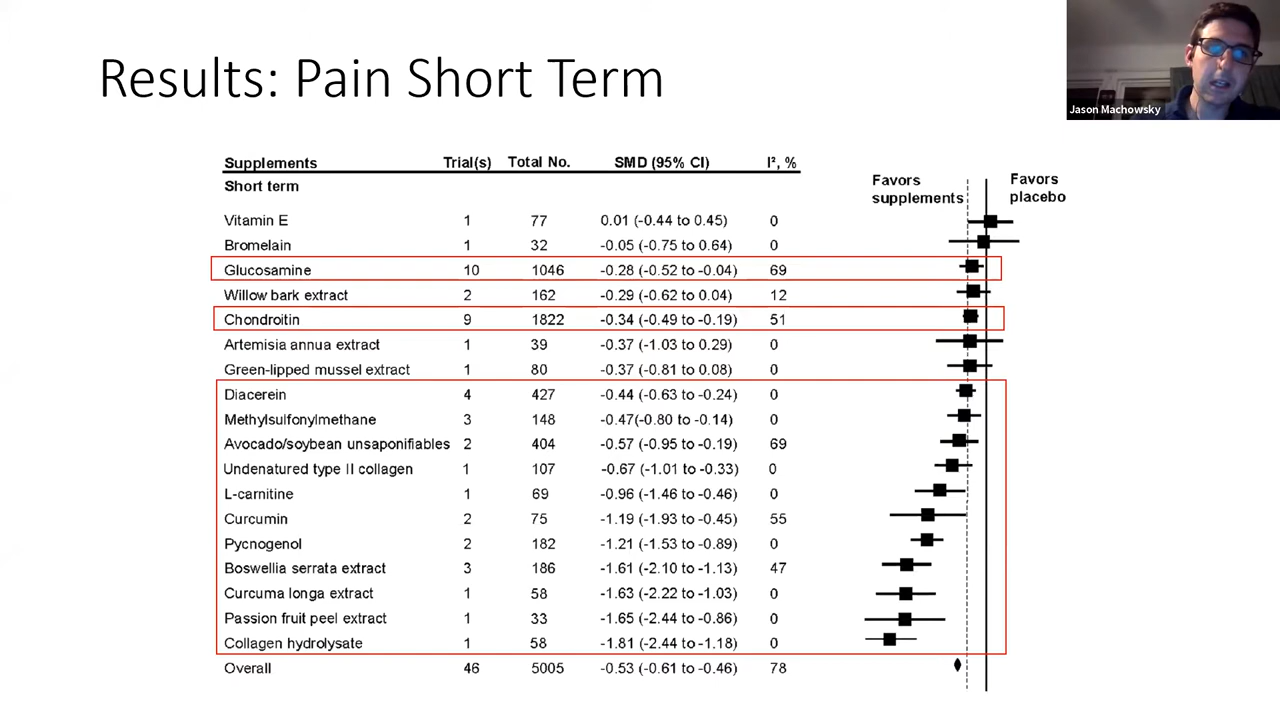 Results: Pain Short Term
Jason Machowsky
Supplements Trial(s) Total No. SMD (95% CI) I², %
Short term
Favors supplements
Favors placebo
Vitamin E 1 77 0.01 (-0.44 to 0.45) 0
Bromelain 1 32 -0.05 (-0.75 to 0.64) 0
Glucosamine 10 1046 -0.28 (-0.52 to -0.04) 69
Willow bark extract 2 162 -0.29 (-0.62 to 0.04) 12
Chondroitin 9 1822 -0.34 (-0.49 to -0.19) 51
Artemisia annua extract 1 39 -0.37 (-1.03 to 0.29) 0
Green-lipped mussel extract 1 80 -0.37 (-0.81 to 0.08) 0
Diacerein 4 427 -0.44 (-0.63 to -0.24) 0
Methylsulfonylmethane 3 148 -0.47(-0.80 to -0.14) 0
Avocado/soybean unsaponifiables 2 404 -0.57 (-0.95 to -0.19) 69
Undenatured type II collagen 1 107 -0.67 (-1.01 to -0.33) 0
L-carnitine 1 69 -0.96 (-1.46 to -0.46) 0
Curcumin 2 75 -1.19 (-1.93 to -0.45) 55
Pycnogenol 2 182 -1.21 (-1.53 to -0.89) 0
Boswellia serrata extract 3 186 -1.61 (-2.10 to -1.13) 47
Curcuma longa extract 1 58 -1.63 (-2.22 to -1.03) 0
Passion fruit peel extract 1 33 -1.65 (-2.44 to -0.86) 0
Collagen hydrolysate 1 58 -1.81 (-2.44 to -1.18) 0
Overall 46 5005 -0.53 (-0.61 to -0.46) 78